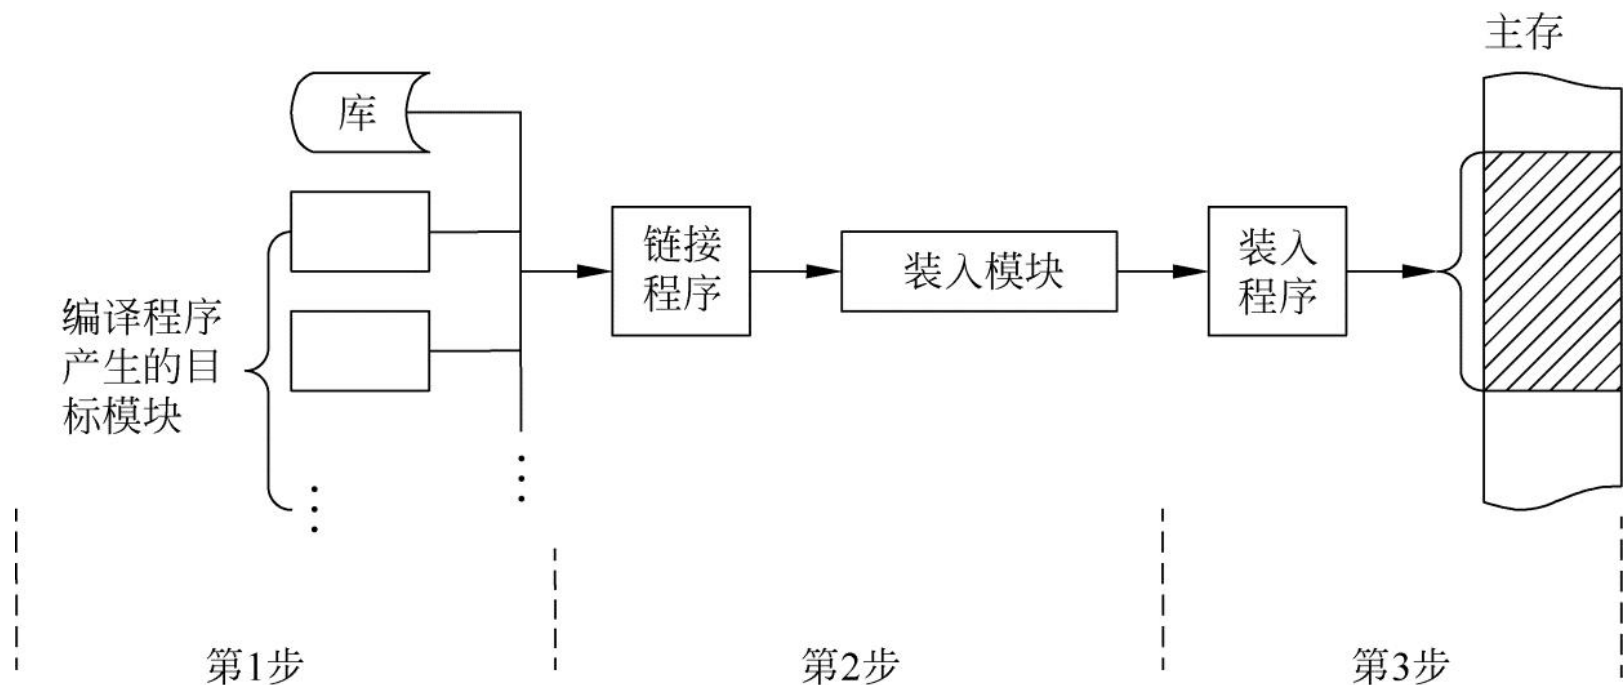 主存
库
链接
程序
装入模块
装入
程序
编译程序
产生的目
标模块
第1步
第2步
第3步